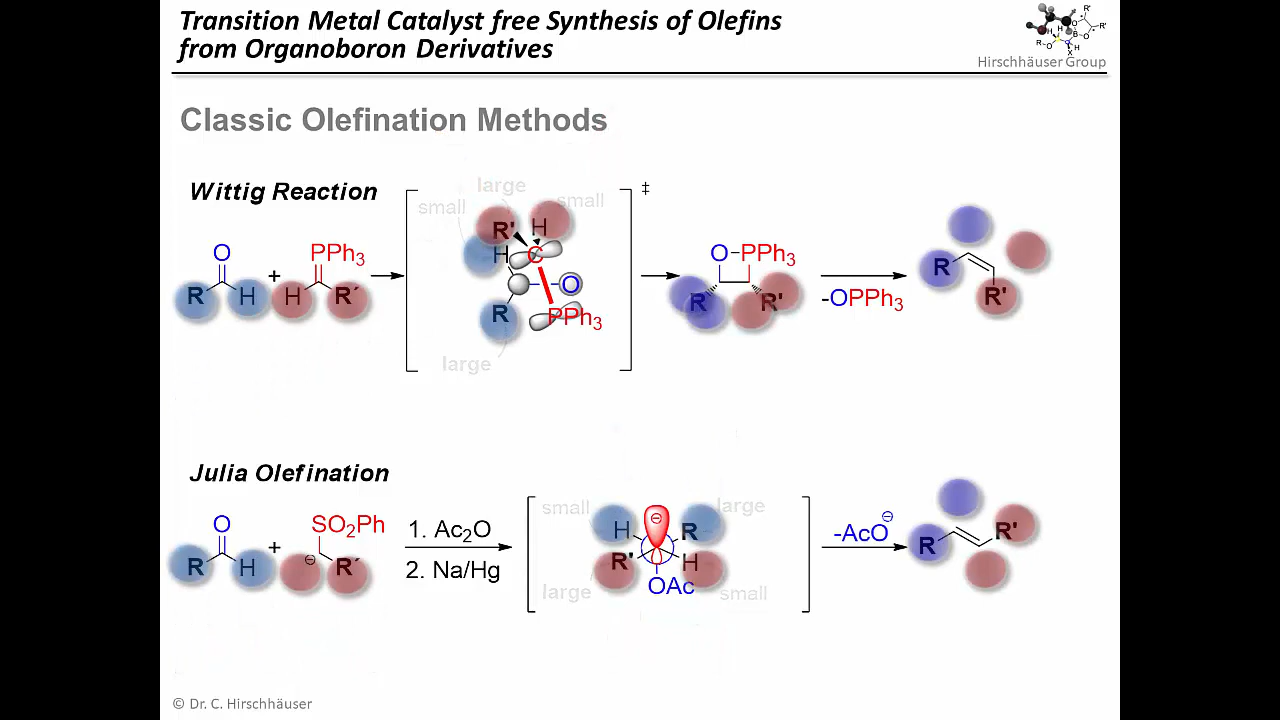 Transition Metal Catalyst free Synthesis of Olefins
from Organoboron Derivatives
Hirschhäuser Group
Classic Olefination Methods
Wittig Reaction
large
small
small
‡
R'
H
O
PPh3
H
C
O
PPh3
+
O
R
H
H
R´
R
PPh3
R
R'
-OPPh3
R
R'
large
Julia Olefination
O
SO2Ph
1. Ac2O
small
large
H
R
⊖
-AcO⊖
R'
+
R
H
⊖
R´
2. Na/Hg
R'
H
R
OAc
large
small
© Dr. C. Hirschhäuser